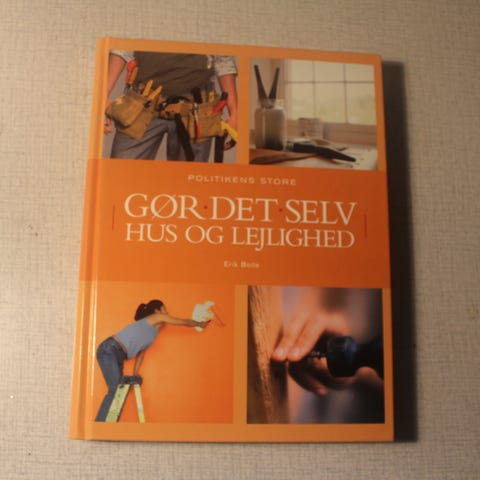 POLITIKENS STORE
GØR·DET·SELV
HUS OG LEJLIGHED
Erik Bolle